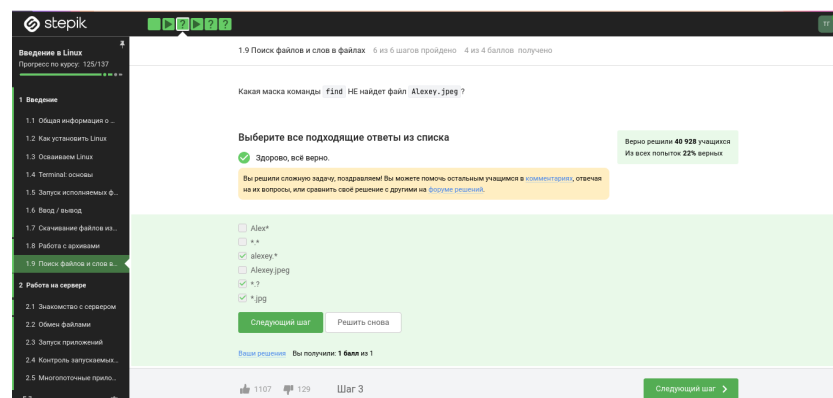 stepik
Введение в Linux
Прогресс по курсу: 125/137
1 Введение
1.1 Общая информация о ...
1.2 Как установить Linux
1.3 Осваиваем Linux
1.4 Terminal: основы
1.5 Запуск исполняемых ф...
1.6 Ввод / вывод
1.7 Скачивание файлов из...
1.8 Работа с архивами
1.9 Поиск файлов и слов в...
2 Работа на сервере
2.1 Знакомство с сервером
2.2 Обмен файлами
2.3 Запуск приложений
2.4 Контроль запускаемых...
2.5 Многопоточные прило...
1.9 Поиск файлов и слов в файлах 6 из 6 шагов пройдено 4 из 4 баллов получено
Какая маска команды find НЕ найдет файл Alexey.jpeg ?
Выберите все подходящие ответы из списка
Здорово, всё верно.
Вы решили сложную задачу, поздравляем! Вы можете помочь остальным учащимся в комментариях, отвечая
на их вопросы, или сравнить своё решение с другими на форуме решений.
Верно решили 40 928 учащихся
Из всех попыток 22% верных
Alex*
*.*
alexey.*
Alexey.jpeg
*.?
*.jpg
Следующий шаг Решить снова
Ваши решения Вы получили: 1 балл из 1
1107 129 Шаг 3 Следующий шаг